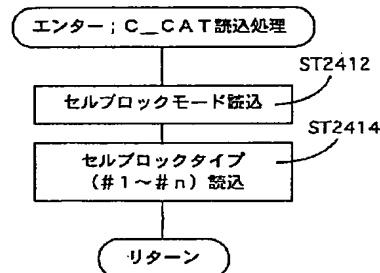 エンター；C＿CAT読込処理
ST2412
セルブロックモード読込
ST2414
セルブロックタイプ
（＃1～＃n）読込
リターン